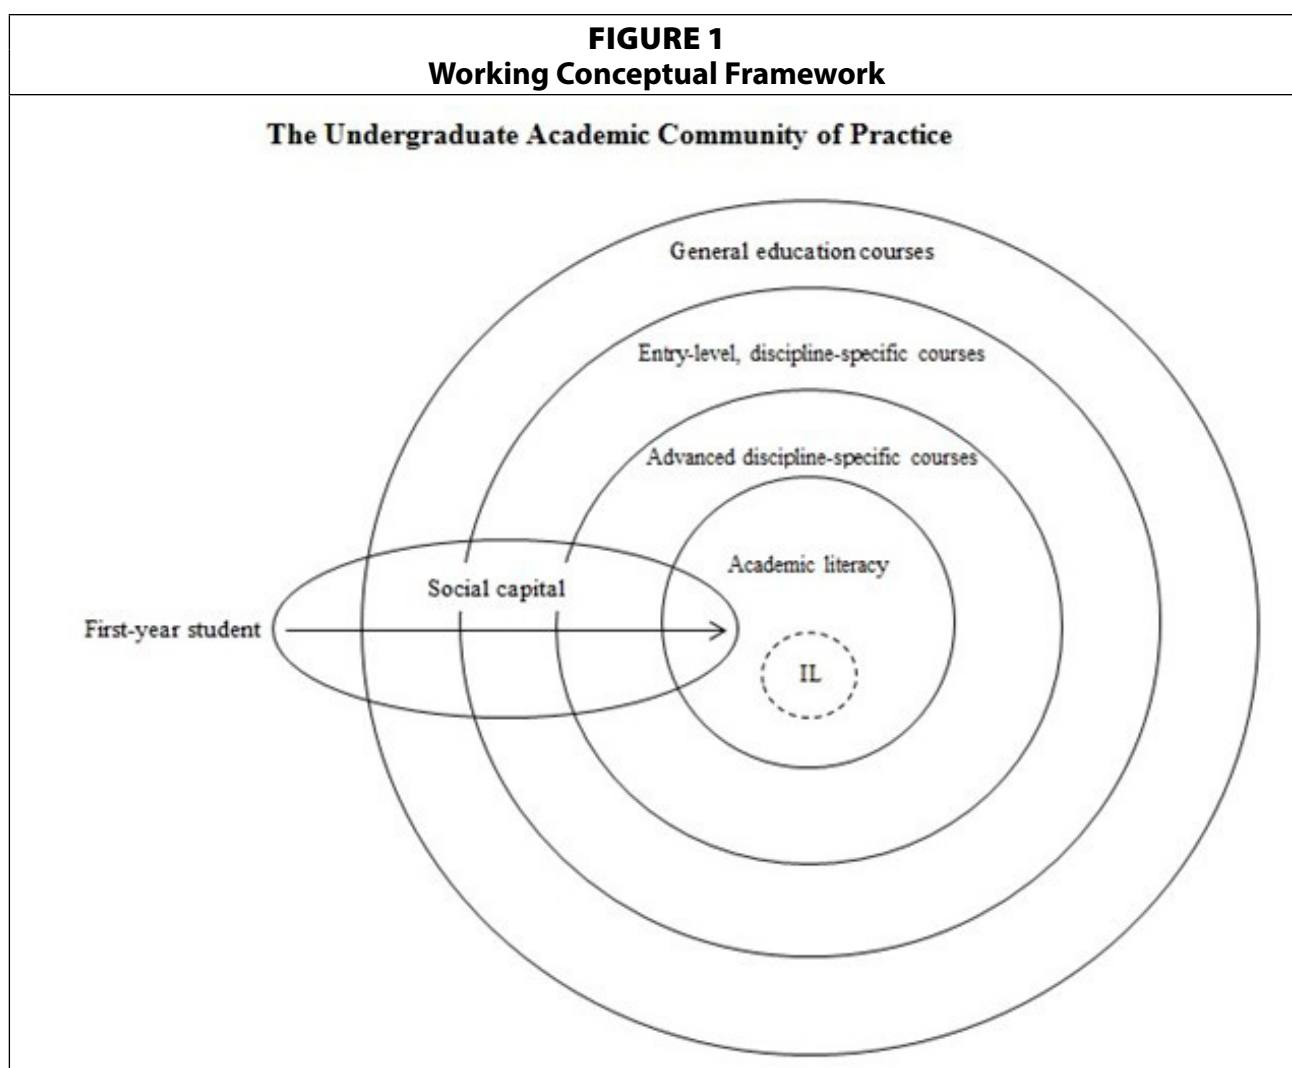 FIGURE 1
Working Conceptual Framework
The Undergraduate Academic Community of Practice
General education courses
Entry-level, discipline-specific courses
Advanced discipline-specific courses
Academic literacy
Social capital
First-year student
IL